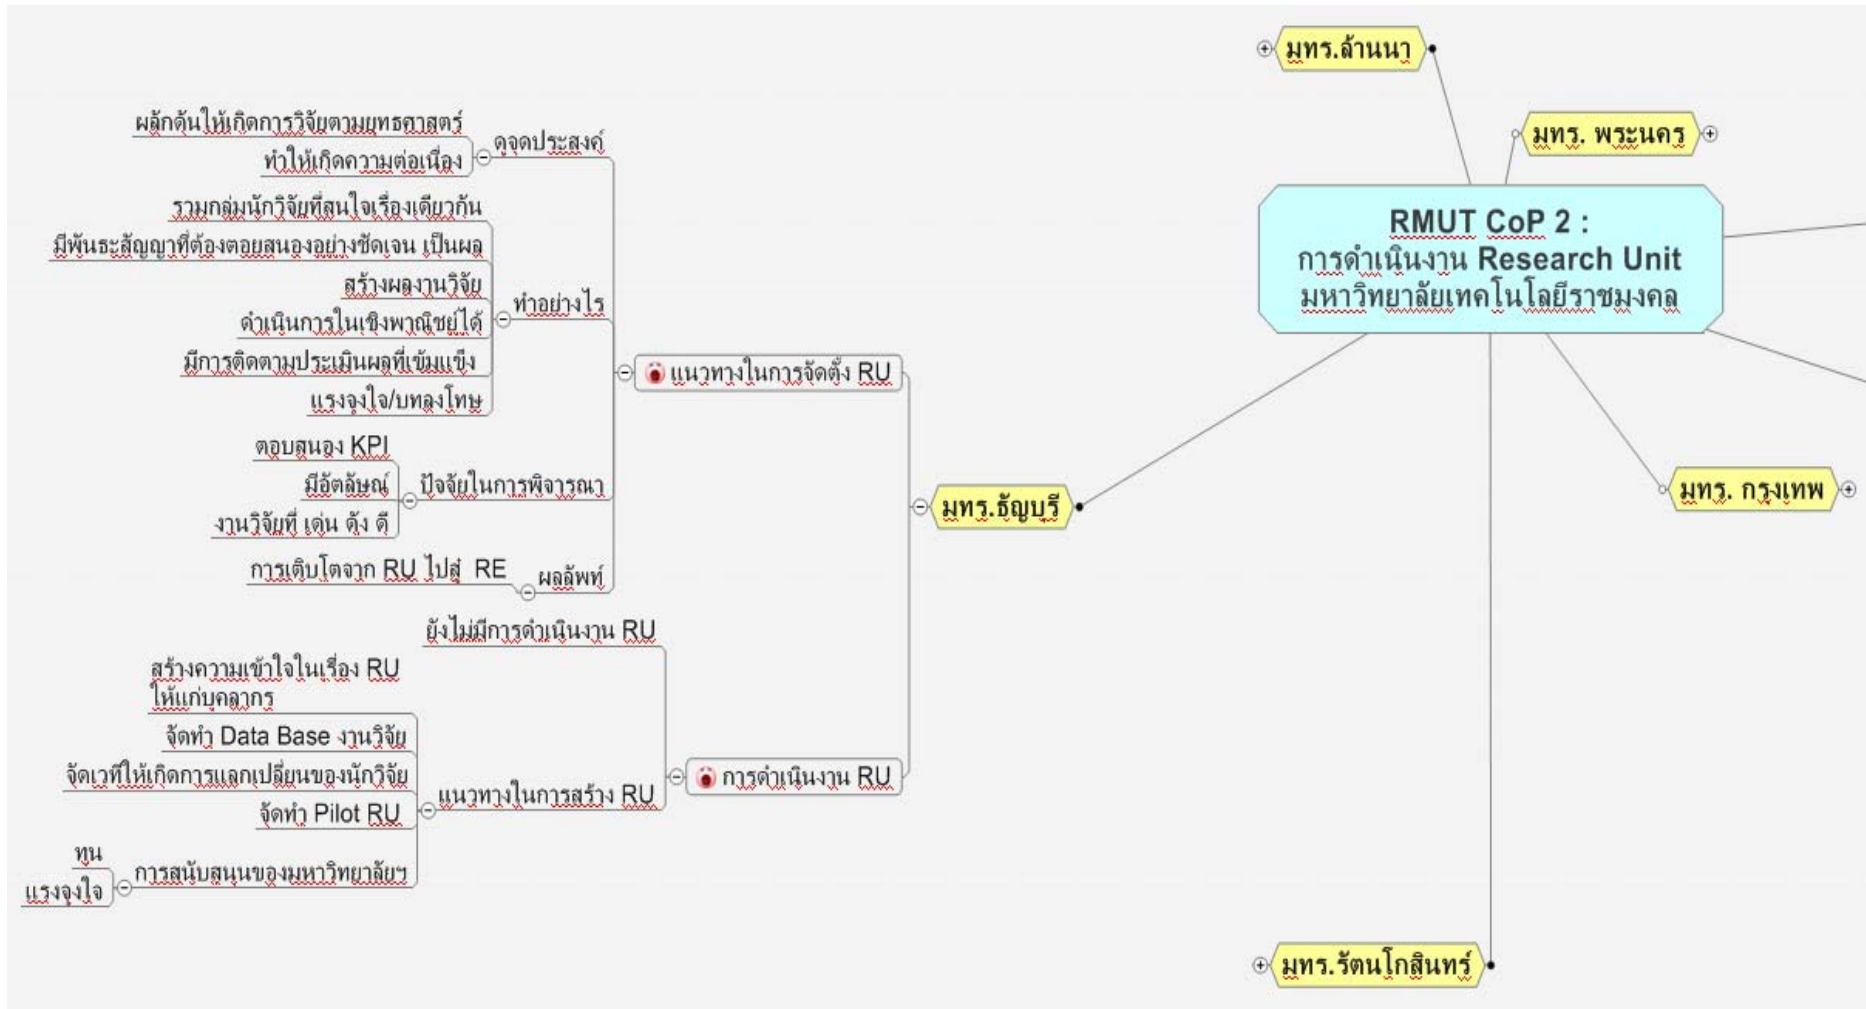 มทร.ล้านนา
มทร. พระนคร
RMUT CoP 2 :
การดำเนินงาน Research Unit
มหาวิทยาลัยเทคโนโลยีราชมงคล
มทร. กรุงเทพ
มทร.รัตนโกสินทร์
มทร.ธัญบุรี
แนวทางในการจัดตั้ง RU
ดุจดประสงค์
ผลักดันให้เกิดการวิจัยตามยุทธศาสตร์
ทำให้เกิดความต่อเนื่อง
ทำอย่างไร
รวมกลุ่มนักวิจัยที่สนใจเรื่องเดียวกัน
มีพันธะสัญญาที่ต้องตอยสนองอย่างชัดเจน เป็นผล
สร้างผลงานวิจัย
ดำเนินการในเชิงพาณิชย์ได้
มีการติดตามประเมินผลที่เข้มแข็ง
แรงจูงใจ/บทลงโทษ
ปัจจัยในการพิจารณา
ตอบสนอง KPI
มีอัตลัษณ์
งานวิจัยที่ เด่น ดัง ดี
ผลลัพท์
การเติบโตจาก RU ไปสู่ RE
การดำเนินงาน RU
ยังไม่มีการดำเนินงาน RU
แนวทางในการสร้าง RU
สร้างความเข้าใจในเรื่อง RU
ให้แก่บุคลากร
จัดทำ Data Base งานวิจัย
จัดเวทีให้เกิดการแลกเปลี่ยนของนักวิจัย
จัดทำ Pilot RU
การสนับสนุนของมหาวิทยาลัยฯ
ทุน
แรงจูงใจ